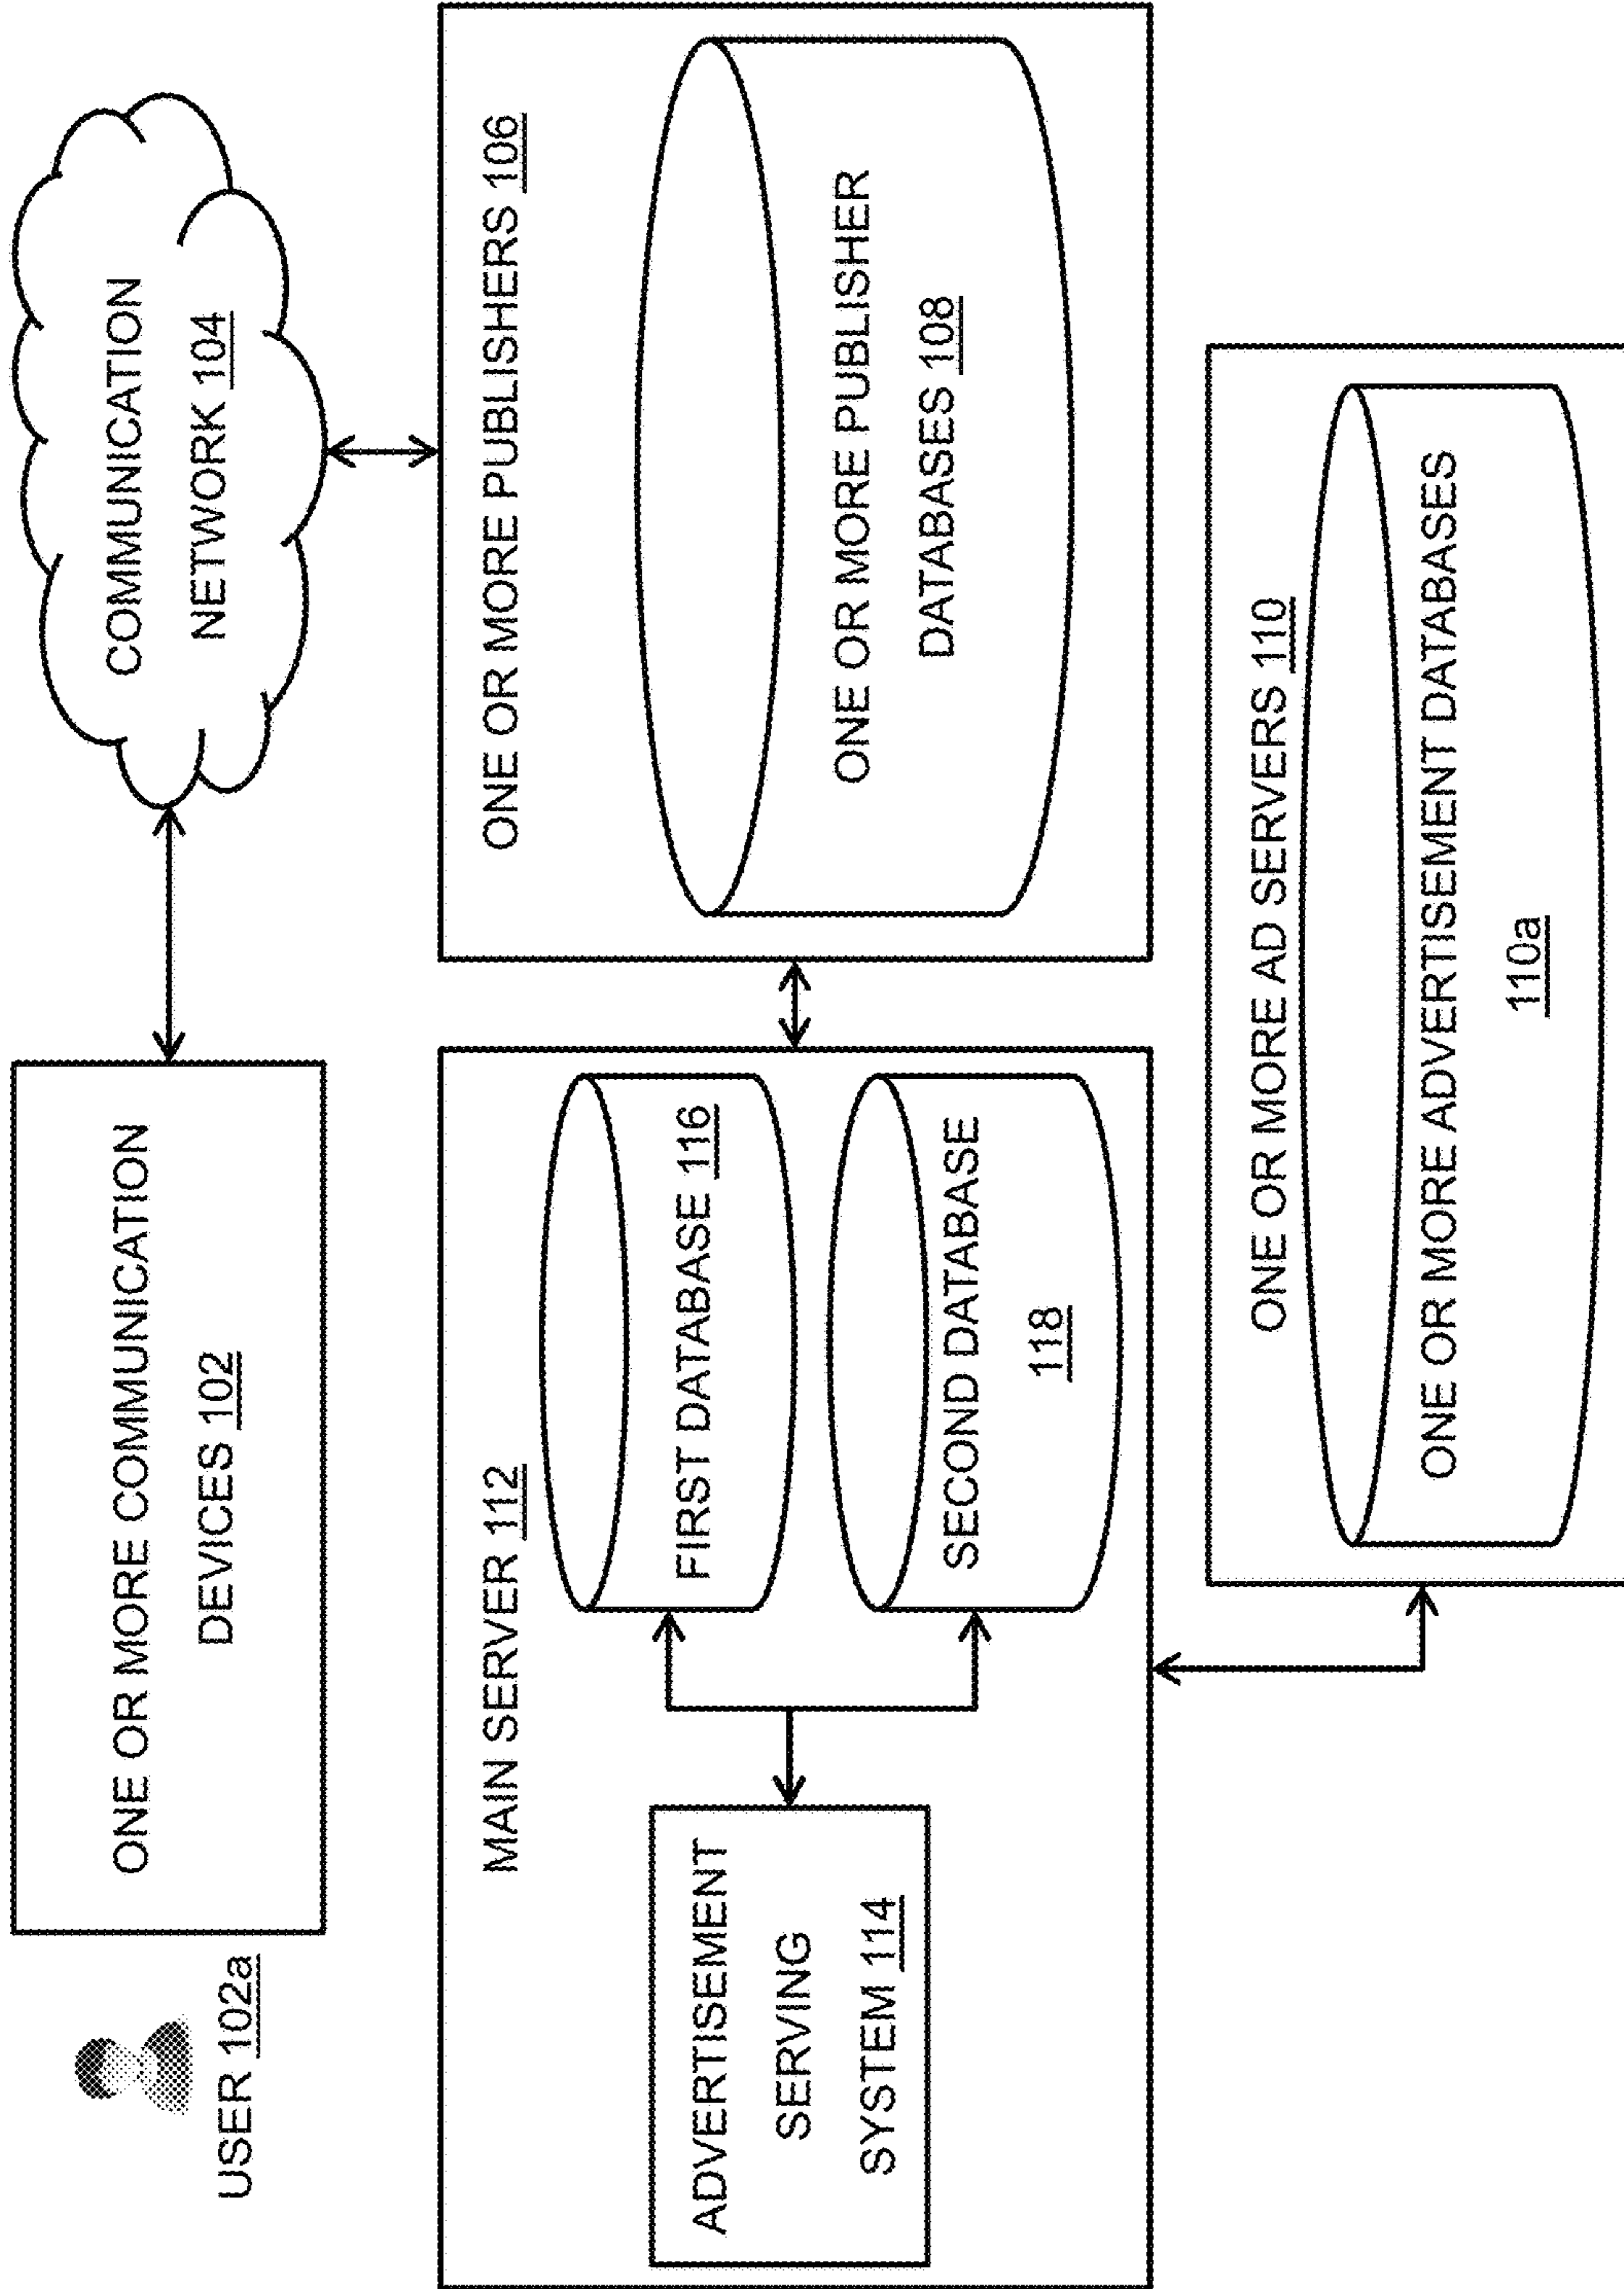 USER 102a
ONE OR MORE COMMUNICATION
DEVICES 102
COMMUNICATION
NETWORK 104
MAIN SERVER 112
ADVERTISEMENT
SERVING
SYSTEM 114
FIRST DATABASE 116
SECOND DATABASE
118
ONE OR MORE PUBLISHERS 106
ONE OR MORE PUBLISHER
DATABASES 108
ONE OR MORE AD SERVERS 110
ONE OR MORE ADVERTISEMENT DATABASES
110a